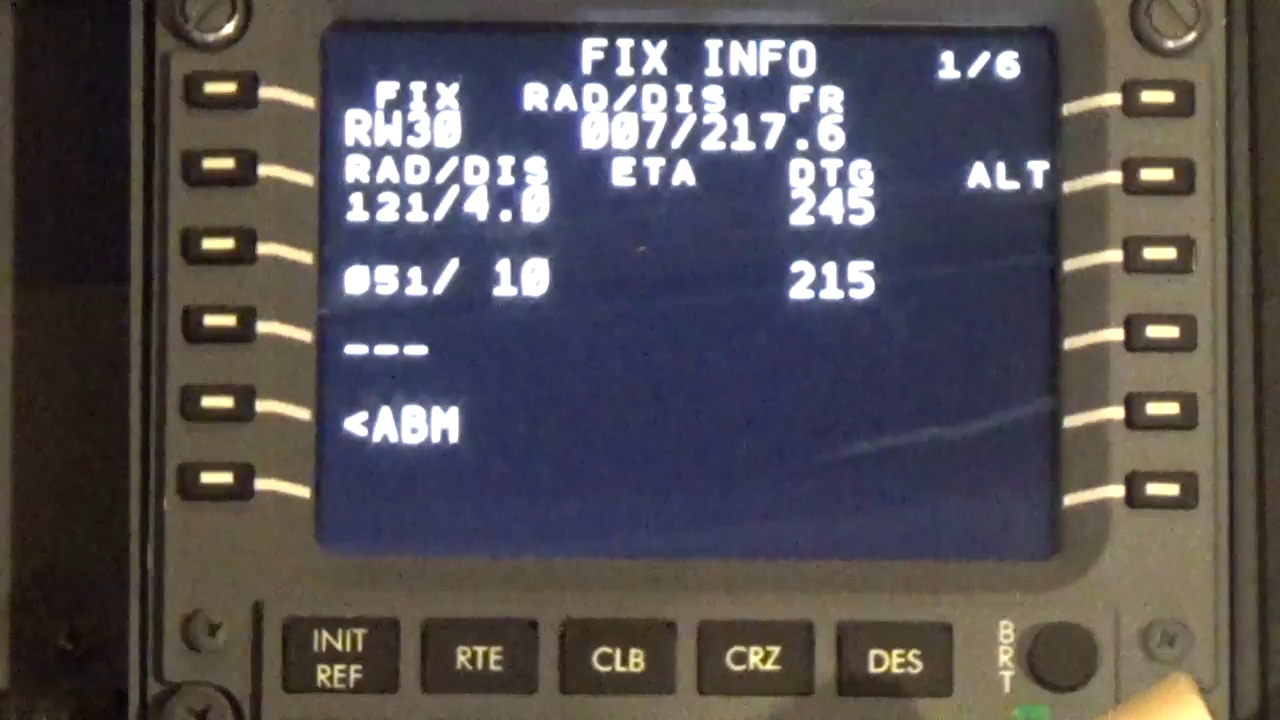 FIX INFO 1/6
FIX RAD/DIS FR
RW30 007/217.6
RAD/DIS ETA DTG ALT
121/4.0 245
051/ 10 215
---
<ABM
INIT REF RTE CLB CRZ DES BRT